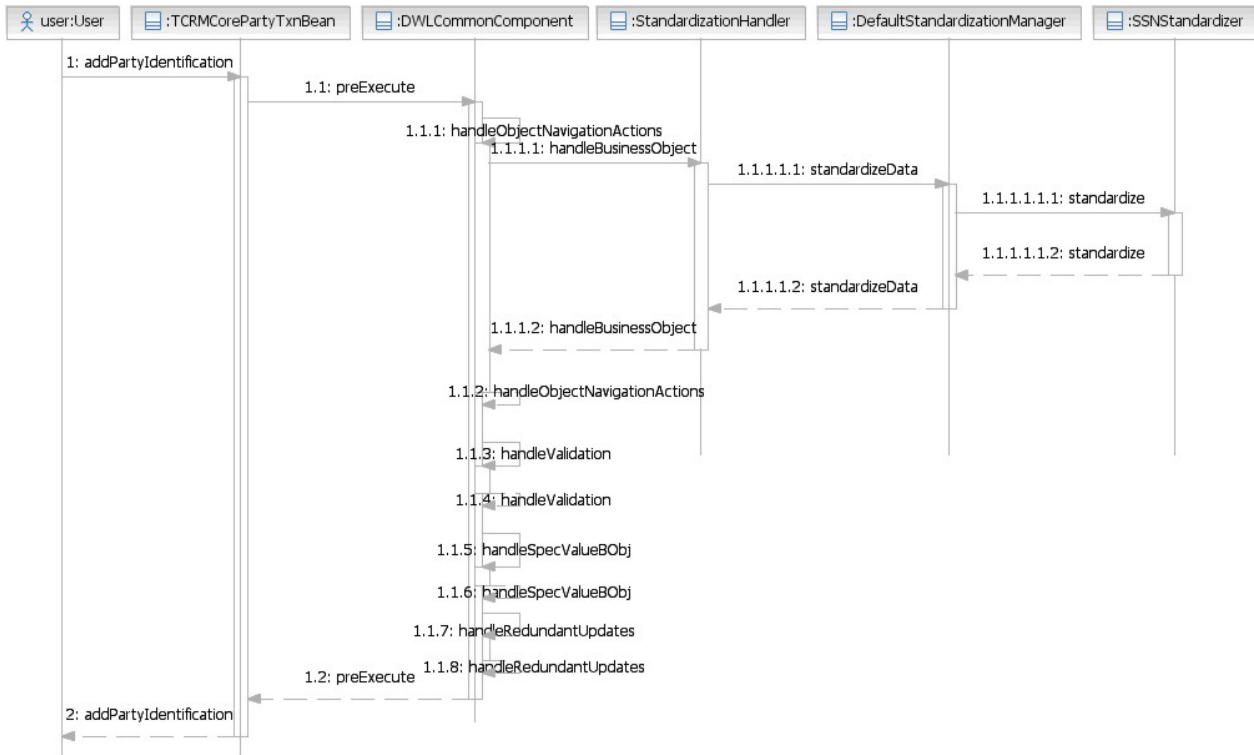 user:User
:TCRMCorePartyTxnBean
:DWLCommonComponent
:StandardizationHandler
:DefaultStandardizationManager
:SSNStandardizer
1: addPartyIdentification
1.1: preExecute
1.1.1: handleObjectNavigationActions
1.1.1.1: handleBusinessObject
1.1.1.1.1: standardizeData
1.1.1.1.1.1: standardize
1.1.1.1.1.2: standardize
1.1.1.1.2: standardizeData
1.1.1.2: handleBusinessObject
1.1.2: handleObjectNavigationActions
1.1.3: handleValidation
1.1.4: handleValidation
1.1.5: handleSpecValueBObj
1.1.6: handleSpecValueBObj
1.1.7: handleRedundantUpdates
1.1.8: handleRedundantUpdates
1.2: preExecute
2: addPartyIdentification